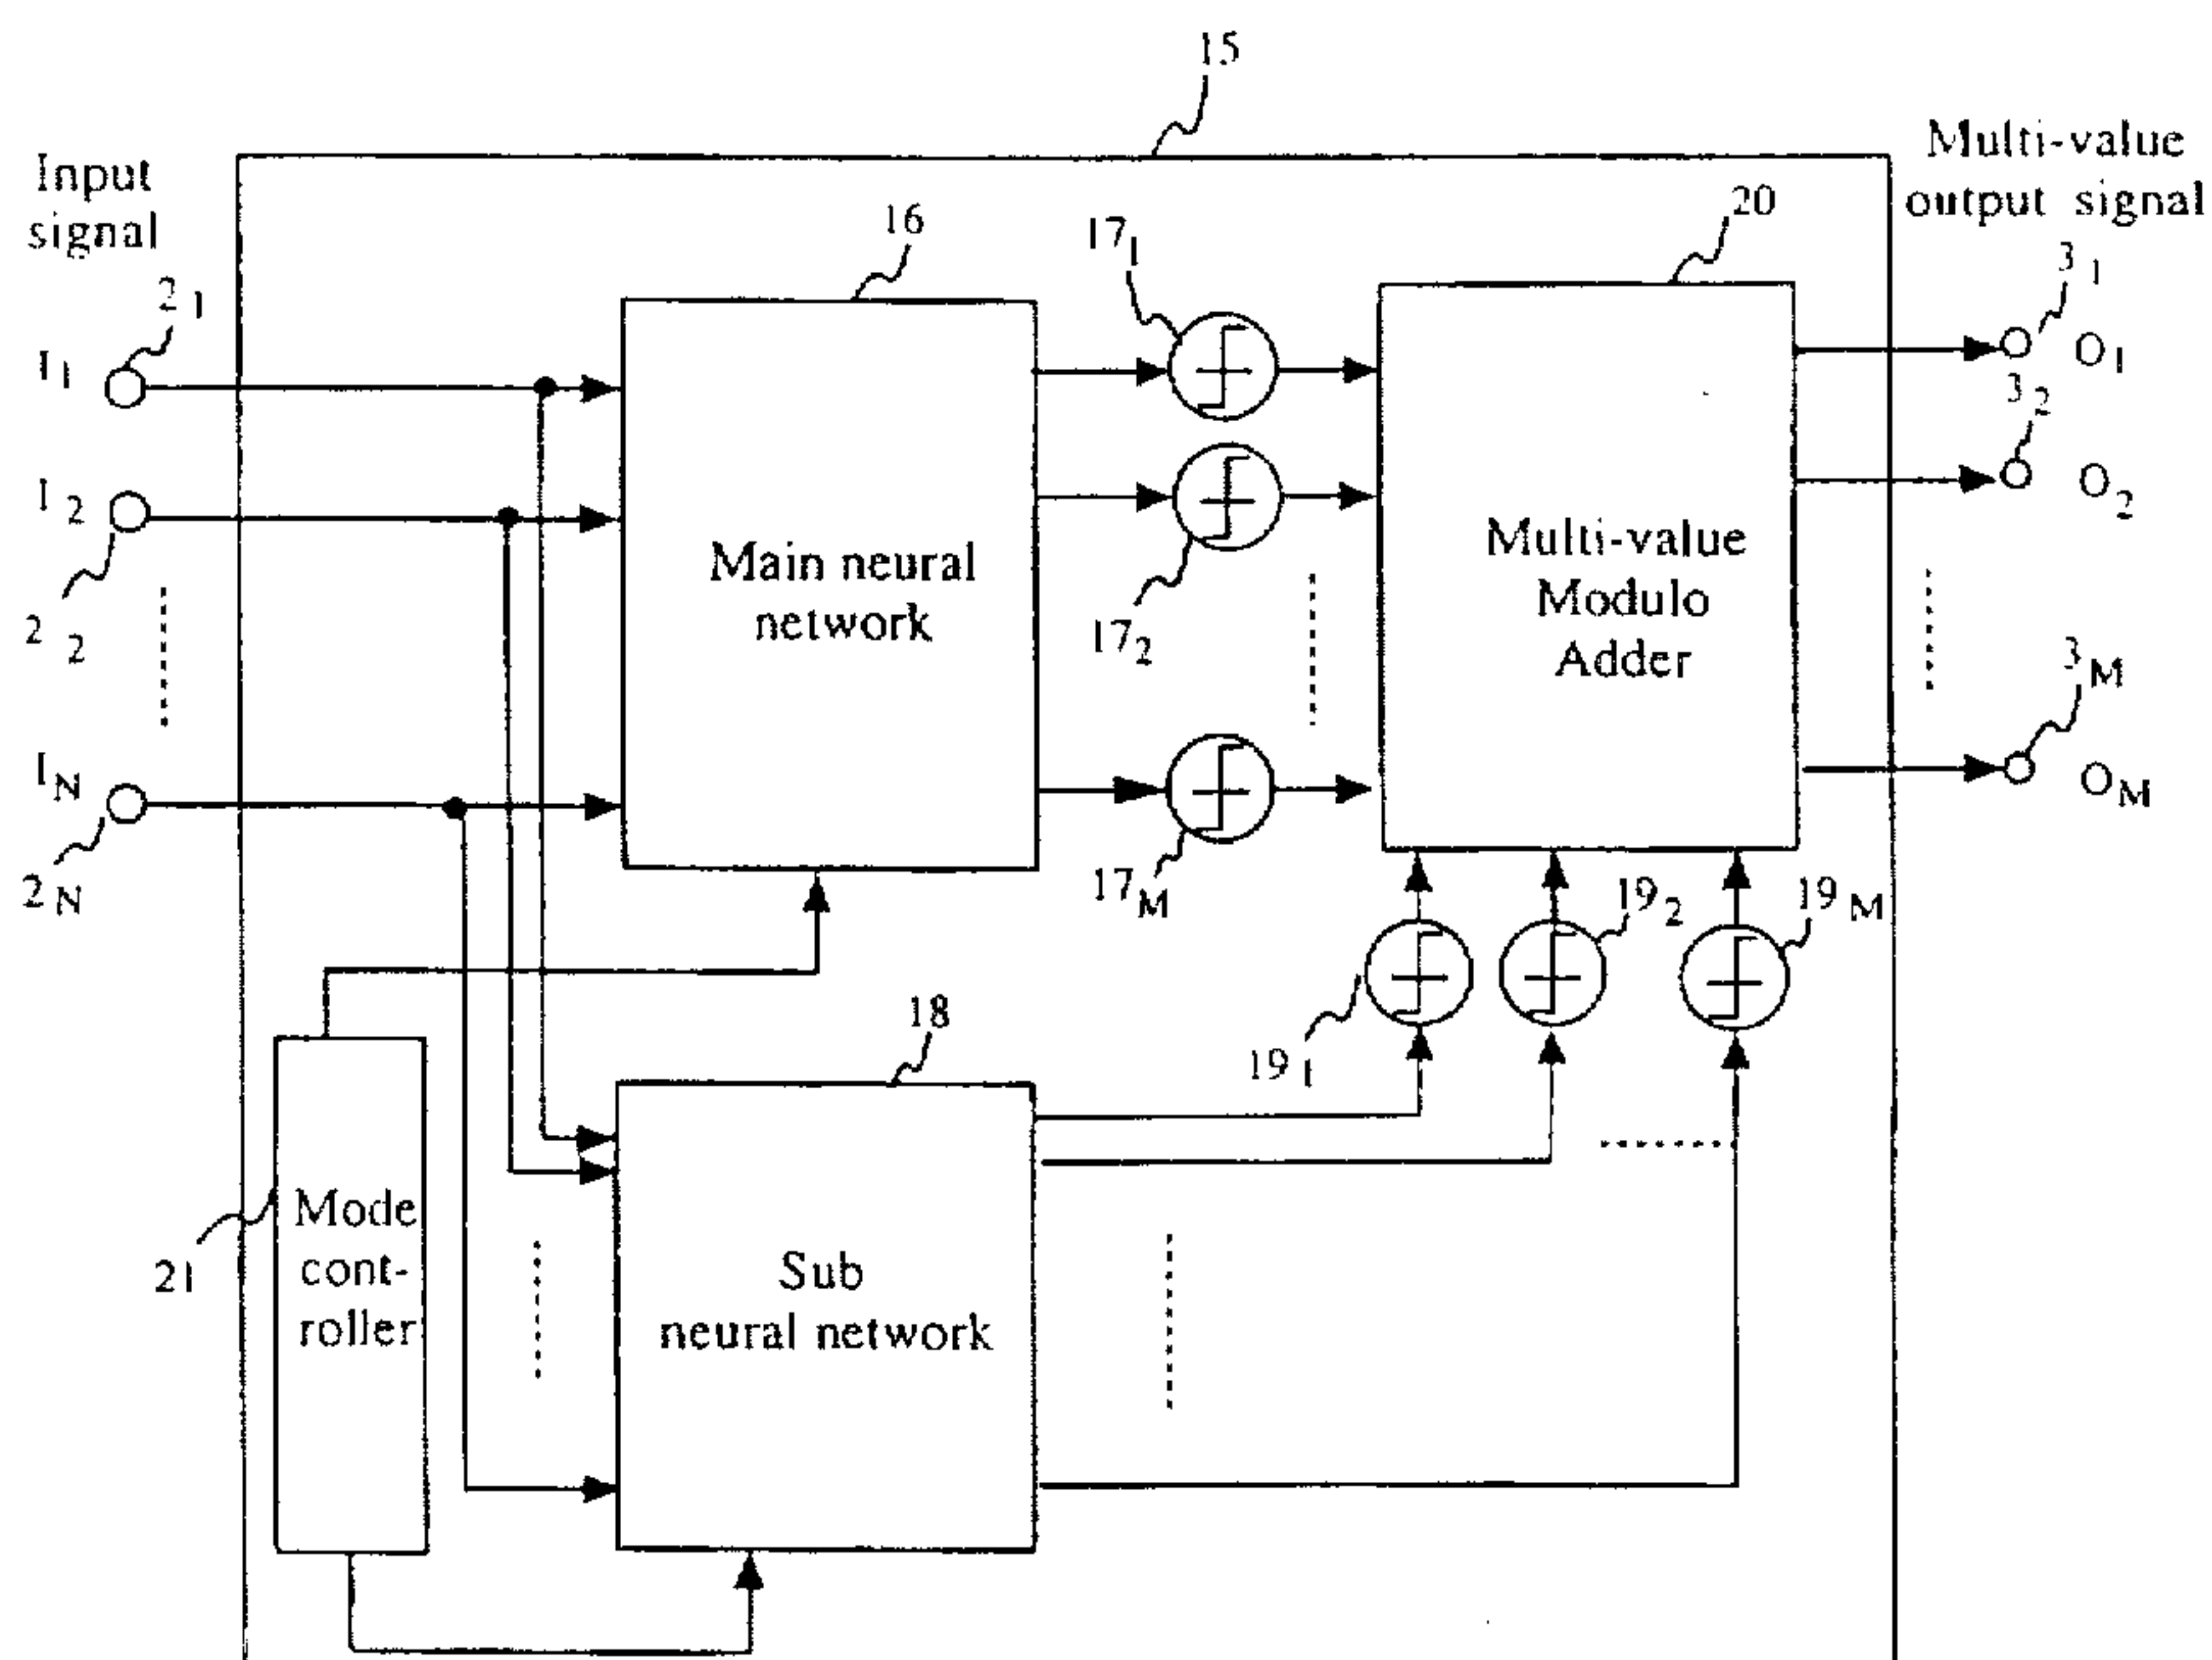 15
Input
signal
Multi-value
output signal
16
17₁
20
2₁
3₁
I₁
O₁
3₂
I₂
O₂
Main neural
network
Multi-value
Modulo
Adder
2₂
17₂
3_M
I_N
O_M
2_N
17_M
19₂
19_M
18
19₁
Mode
cont-
roller
21
Sub
neural network